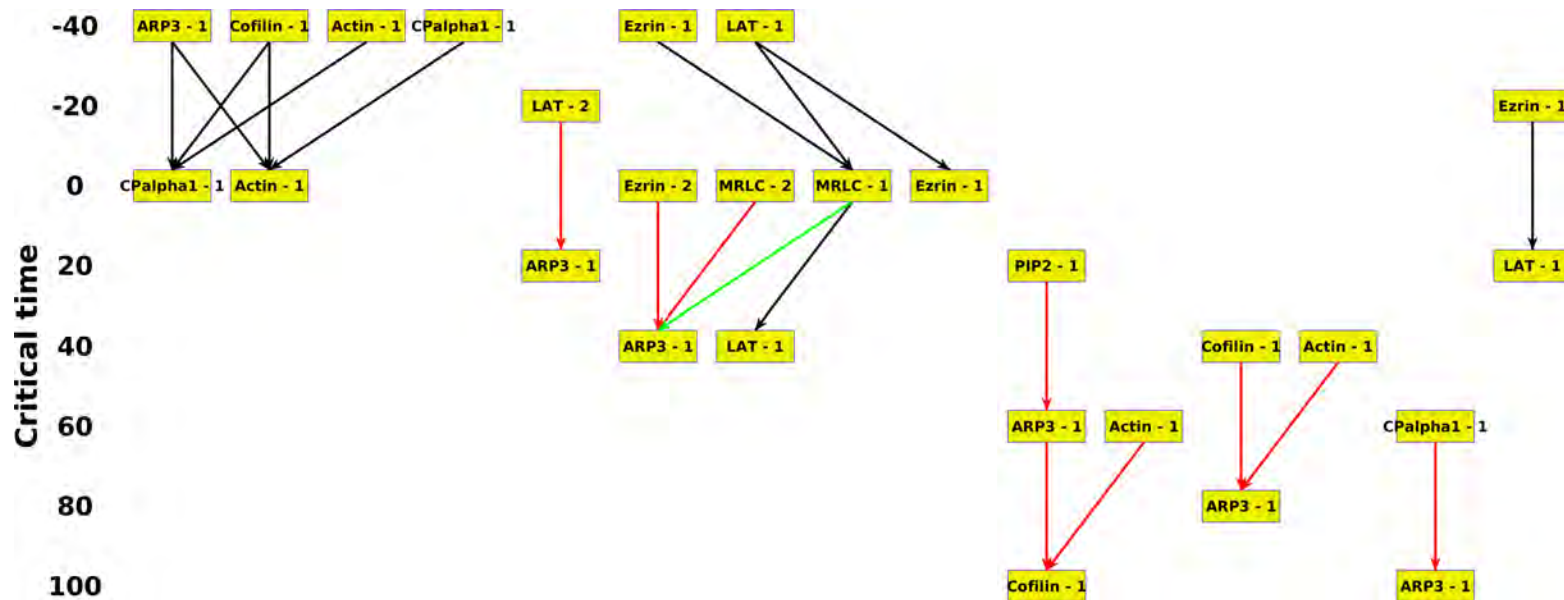 -40
ARP3 - 1
Cofilin - 1
Actin - 1
CPalpha1 - 1
Ezrin - 1
LAT - 1
-20
LAT - 2
Ezrin - 1
0
CPalpha1 - 1
Actin - 1
Ezrin - 2
MRLC - 2
MRLC - 1
Ezrin - 1
20
ARP3 - 1
PIP2 - 1
LAT - 1
40
ARP3 - 1
LAT - 1
Cofilin - 1
Actin - 1
60
ARP3 - 1
Actin - 1
CPalpha1 - 1
80
ARP3 - 1
100
Cofilin - 1
ARP3 - 1
Critical time